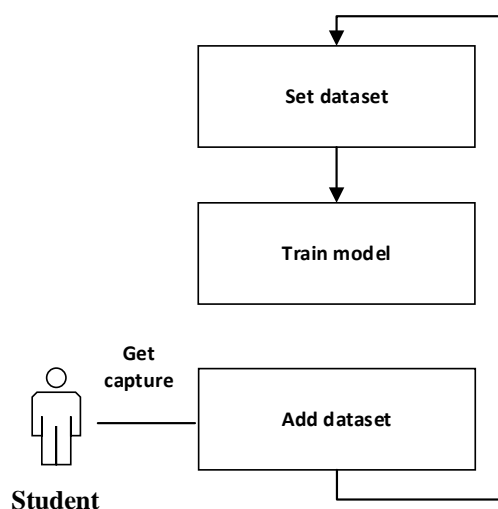 Set dataset
Train model
Get
capture
Add dataset
Student